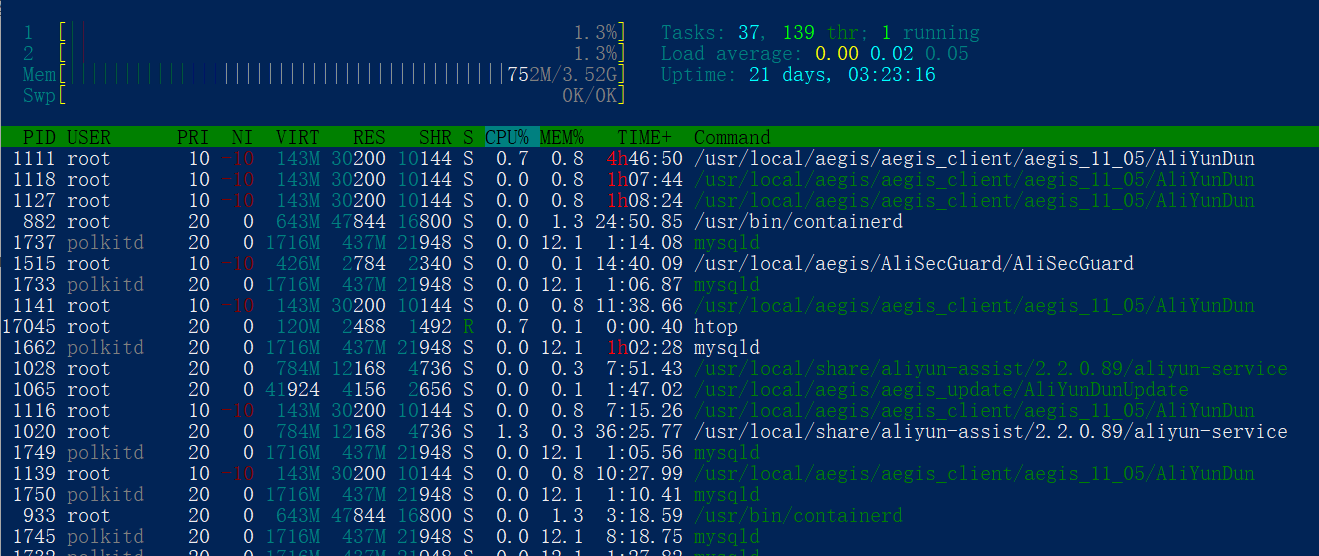 1 [ 1.3%] Tasks: 37, 139 thr; 1 running
2 [ 1.3%] Load average: 0.00 0.02 0.05
Mem[||||||||||||||||||||||||||||||||||||||||||||752M/3.52G] Uptime: 21 days, 03:23:16
Swp[ 0K/0K]
PID USER PRI NI VIRT RES SHR S CPU% MEM% TIME+ Command
1111 root 10 -10 143M 30200 10144 S 0.7 0.8 4h46:50 /usr/local/aegis/aegis_client/aegis_11_05/AliYunDun
1118 root 10 -10 143M 30200 10144 S 0.0 0.8 1h07:44 /usr/local/aegis/aegis_client/aegis_11_05/AliYunDun
1127 root 10 -10 143M 30200 10144 S 0.0 0.8 1h08:24 /usr/local/aegis/aegis_client/aegis_11_05/AliYunDun
882 root 20 0 643M 47844 16800 S 0.0 1.3 24:50.85 /usr/bin/containerd
1737 polkitd 20 0 1716M 437M 21948 S 0.0 12.1 1:14.08 mysqld
1515 root 10 -10 426M 2784 2340 S 0.0 0.1 14:40.09 /usr/local/aegis/AliSecGuard/AliSecGuard
1733 polkitd 20 0 1716M 437M 21948 S 0.0 12.1 1:06.87 mysqld
1141 root 10 -10 143M 30200 10144 S 0.0 0.8 11:38.66 /usr/local/aegis/aegis_client/aegis_11_05/AliYunDun
17045 root 20 0 120M 2488 1492 R 0.7 0.1 0:00.40 htop
1662 polkitd 20 0 1716M 437M 21948 S 0.0 12.1 1h02:28 mysqld
1028 root 20 0 784M 12168 4736 S 0.0 0.3 7:51.43 /usr/local/share/aliyun-assist/2.2.0.89/aliyun-service
1065 root 20 0 41924 4156 2656 S 0.0 0.1 1:47.02 /usr/local/aegis/aegis_update/AliYunDunUpdate
1116 root 10 -10 143M 30200 10144 S 0.0 0.8 7:15.26 /usr/local/aegis/aegis_client/aegis_11_05/AliYunDun
1020 root 20 0 784M 12168 4736 S 1.3 0.3 36:25.77 /usr/local/share/aliyun-assist/2.2.0.89/aliyun-service
1749 polkitd 20 0 1716M 437M 21948 S 0.0 12.1 1:05.56 mysqld
1139 root 10 -10 143M 30200 10144 S 0.0 0.8 10:27.99 /usr/local/aegis/aegis_client/aegis_11_05/AliYunDun
1750 polkitd 20 0 1716M 437M 21948 S 0.0 12.1 1:10.41 mysqld
933 root 20 0 643M 47844 16800 S 0.0 1.3 3:18.59 /usr/bin/containerd
1745 polkitd 20 0 1716M 437M 21948 S 0.0 12.1 8:18.75 mysqld